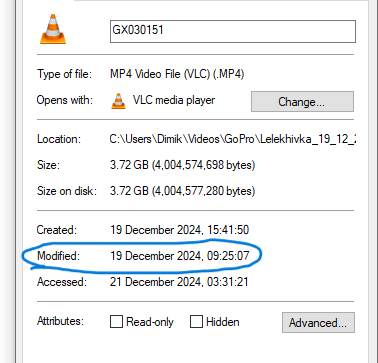 GX030151
Type of file: MP4 Video File (VLC) (.MP4)
Opens with: VLC media player Change...
Location: C:\Users\Dimik\Videos\GoPro\Lelekhivka_19_12_2
Size: 3.72 GB (4,004,574,698 bytes)
Size on disk: 3.72 GB (4,004,577,280 bytes)
Created: 19 December 2024, 15:41:50
Modified: 19 December 2024, 09:25:07
Accessed: 21 December 2024, 03:31:21
Attributes: Read-only Hidden Advanced...